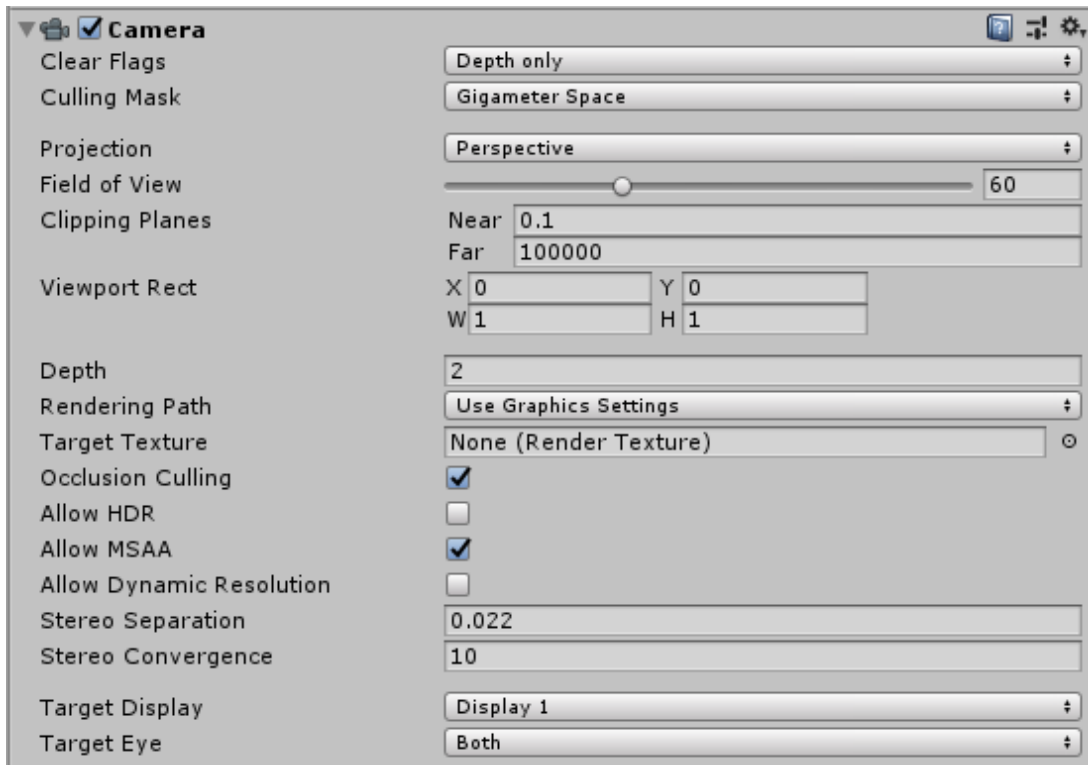 Camera
Clear Flags Depth only
Culling Mask Gigameter Space
Projection Perspective
Field of View 60
Clipping Planes Near 0.1
Far 100000
Viewport Rect X 0 Y 0
W 1 H 1
Depth 2
Rendering Path Use Graphics Settings
Target Texture None (Render Texture)
Occlusion Culling
Allow HDR
Allow MSAA
Allow Dynamic Resolution
Stereo Separation 0.022
Stereo Convergence 10
Target Display Display 1
Target Eye Both